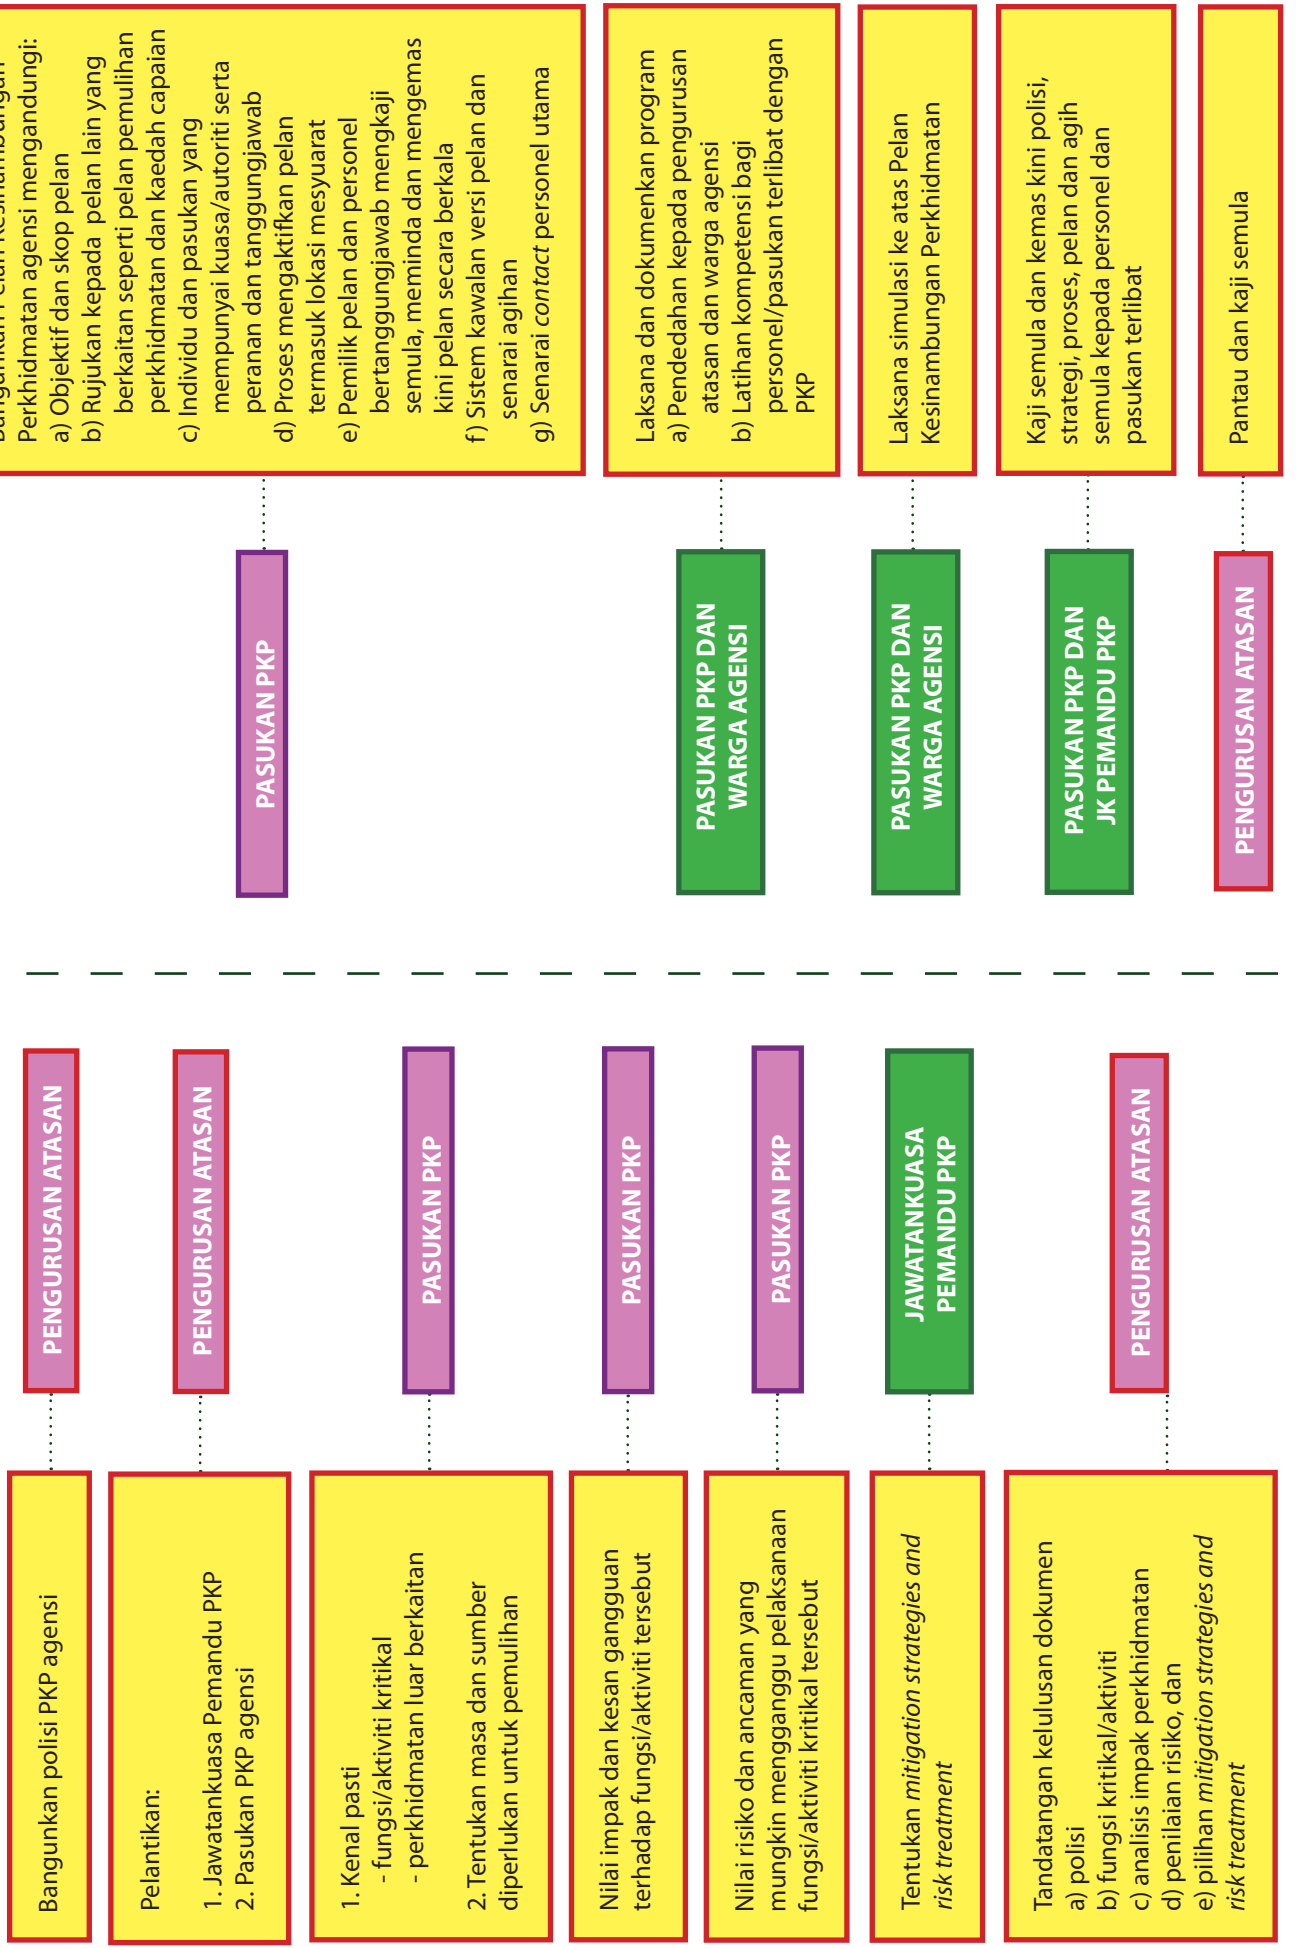 Bangunkan polisi PKP agensi
PENGURUSAN ATASAN
Pelantikan:
1. Jawatankuasa Pemandu PKP
2. Pasukan PKP agensi
PENGURUSAN ATASAN
1. Kenal pasti
- fungsi/aktiviti kritikal
- perkhidmatan luar berkaitan
2. Tentukan masa dan sumber
diperlukan untuk pemulihan
PASUKAN PKP
Nilai impak dan kesan gangguan
terhadap fungsi/aktiviti tersebut
PASUKAN PKP
Nilai risiko dan ancaman yang
mungkin mengganggu pelaksanaan
fungsi/aktiviti kritikal tersebut
PASUKAN PKP
Tentukan mitigation strategies and
risk treatment
JAWATANKUASA
PEMANDU PKP
Tandatangan kelulusan dokumen
a) polisi
b) fungsi kritikal/aktiviti
c) analisis impak perkhidmatan
d) penilaian risiko, dan
e) pilihan mitigation strategies and
risk treatment
PENGURUSAN ATASAN
PASUKAN PKP
Bangunkan Pelan Kesinambungan
Perkhidmatan agensi mengandungi:
a) Objektif dan skop pelan
b) Rujukan kepada pelan lain yang
berkaitan seperti pelan pemulihan
perkhidmatan dan kaedah capaian
c) Individu dan pasukan yang
mempunyai kuasa/autoriti serta
peranan dan tanggungjawab
d) Proses mengaktifkan pelan
termasuk lokasi mesyuarat
e) Pemilik pelan dan personel
bertanggungjawab mengkaji
semula, meminda dan mengemas
kini pelan secara berkala
f) Sistem kawalan versi pelan dan
senarai agihan
g) Senarai contact personel utama
PASUKAN PKP DAN
WARGA AGENSI
Laksana dan dokumenkan program
a) Pendedahan kepada pengurusan
atasan dan warga agensi
b) Latihan kompetensi bagi
personel/pasukan terlibat dengan
PKP
PASUKAN PKP DAN
WARGA AGENSI
Laksana simulasi ke atas Pelan
Kesinambungan Perkhidmatan
PASUKAN PKP DAN
JK PEMANDU PKP
Kaji semula dan kemas kini polisi,
strategi, proses, pelan dan agih
semula kepada personel dan
pasukan terlibat
PENGURUSAN ATASAN
Pantau dan kaji semula